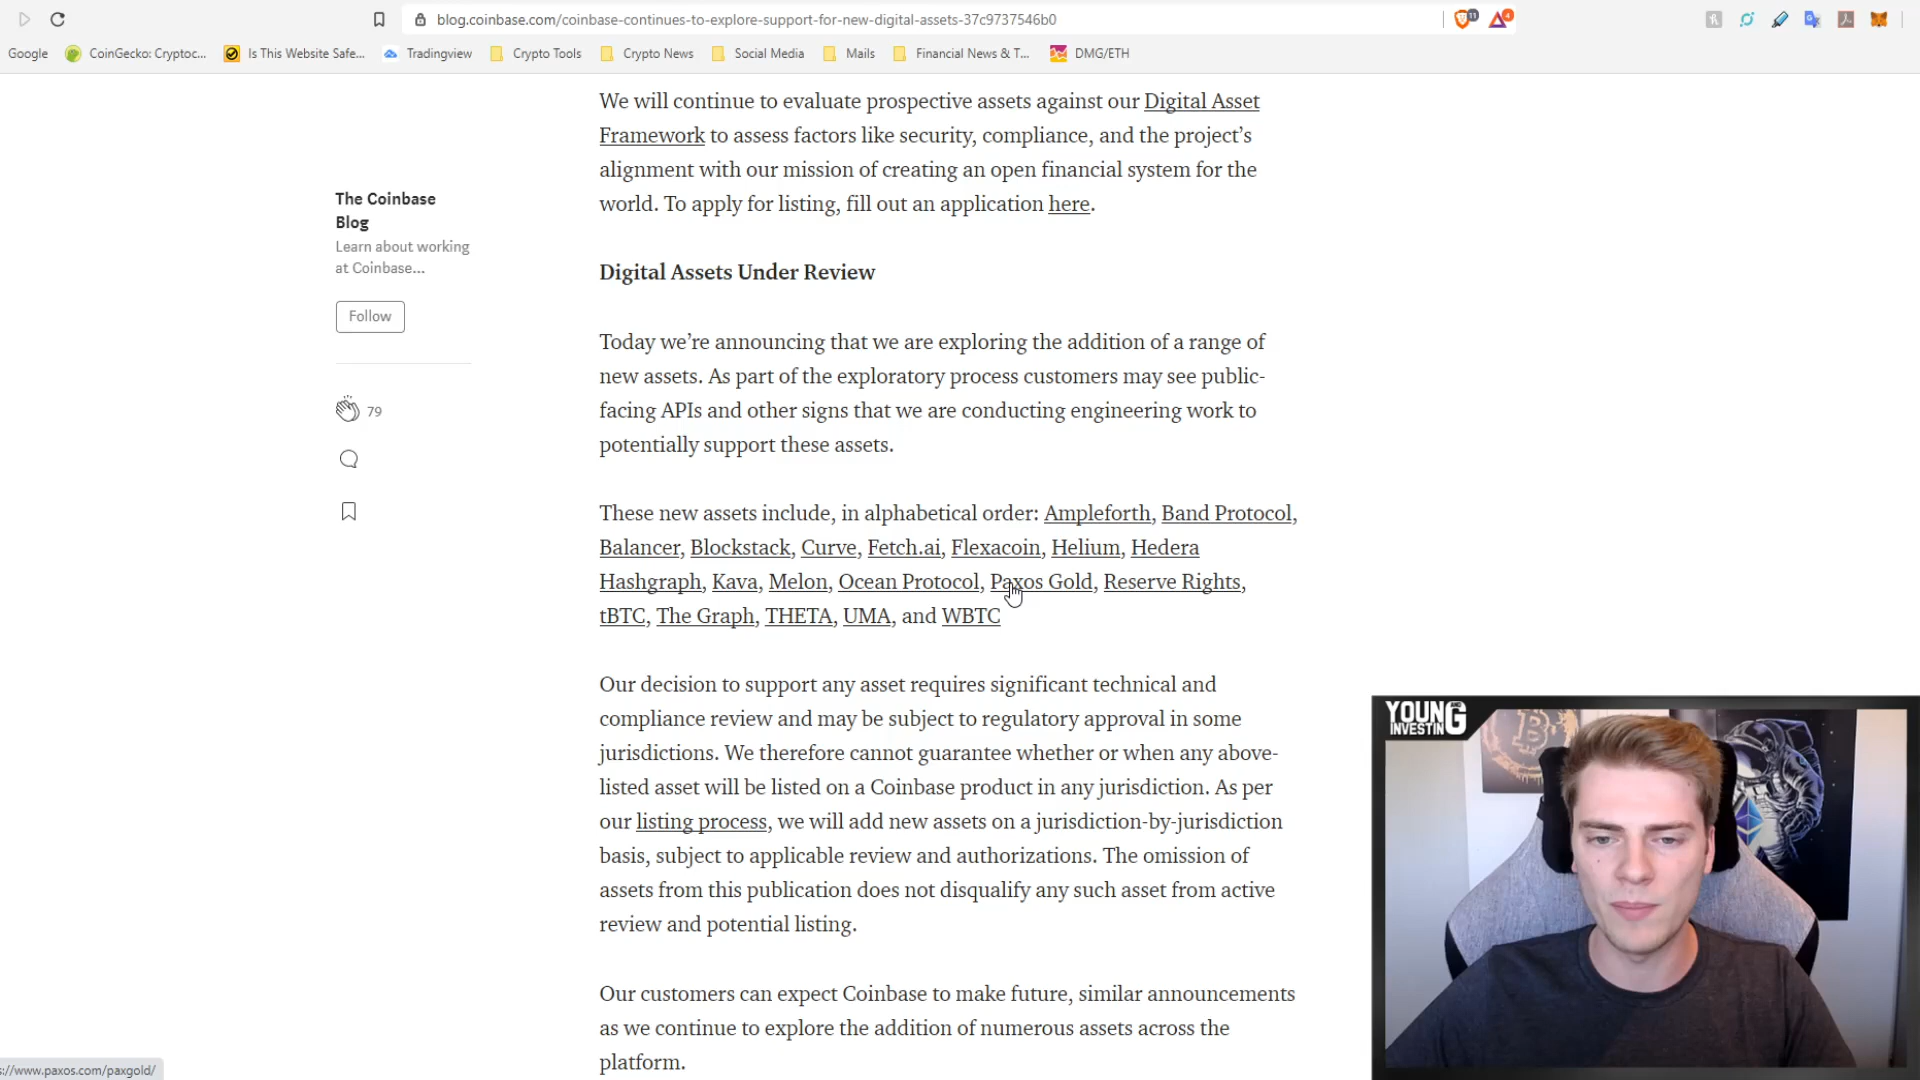 blog.coinbase.com/coinbase-continues-to-explore-support-for-new-digital-assets-37c9737546b0
11
4
Google
CoinGecko: Cryptoc...
Is This Website Safe...
Tradingview
Crypto Tools
Crypto News
Social Media
Mails
Financial News & T...
DMG/ETH
We will continue to evaluate prospective assets against our Digital Asset
Framework to assess factors like security, compliance, and the project’s
alignment with our mission of creating an open financial system for the
world. To apply for listing, fill out an application here.
The Coinbase
Blog
Learn about working
at Coinbase...
Follow
79
Digital Assets Under Review
Today we’re announcing that we are exploring the addition of a range of
new assets. As part of the exploratory process customers may see public-
facing APIs and other signs that we are conducting engineering work to
potentially support these assets.
These new assets include, in alphabetical order: Ampleforth, Band Protocol,
Balancer, Blockstack, Curve, Fetch.ai, Flexacoin, Helium, Hedera
Hashgraph, Kava, Melon, Ocean Protocol, Paxos Gold, Reserve Rights,
tBTC, The Graph, THETA, UMA, and WBTC
Our decision to support any asset requires significant technical and
compliance review and may be subject to regulatory approval in some
jurisdictions. We therefore cannot guarantee whether or when any above-
listed asset will be listed on a Coinbase product in any jurisdiction. As per
our listing process, we will add new assets on a jurisdiction-by-jurisdiction
basis, subject to applicable review and authorizations. The omission of
assets from this publication does not disqualify any such asset from active
review and potential listing.
Our customers can expect Coinbase to make future, similar announcements
as we continue to explore the addition of numerous assets across the
platform.
s://www.paxos.com/paxgold/
YOUNG
AND
INVESTING